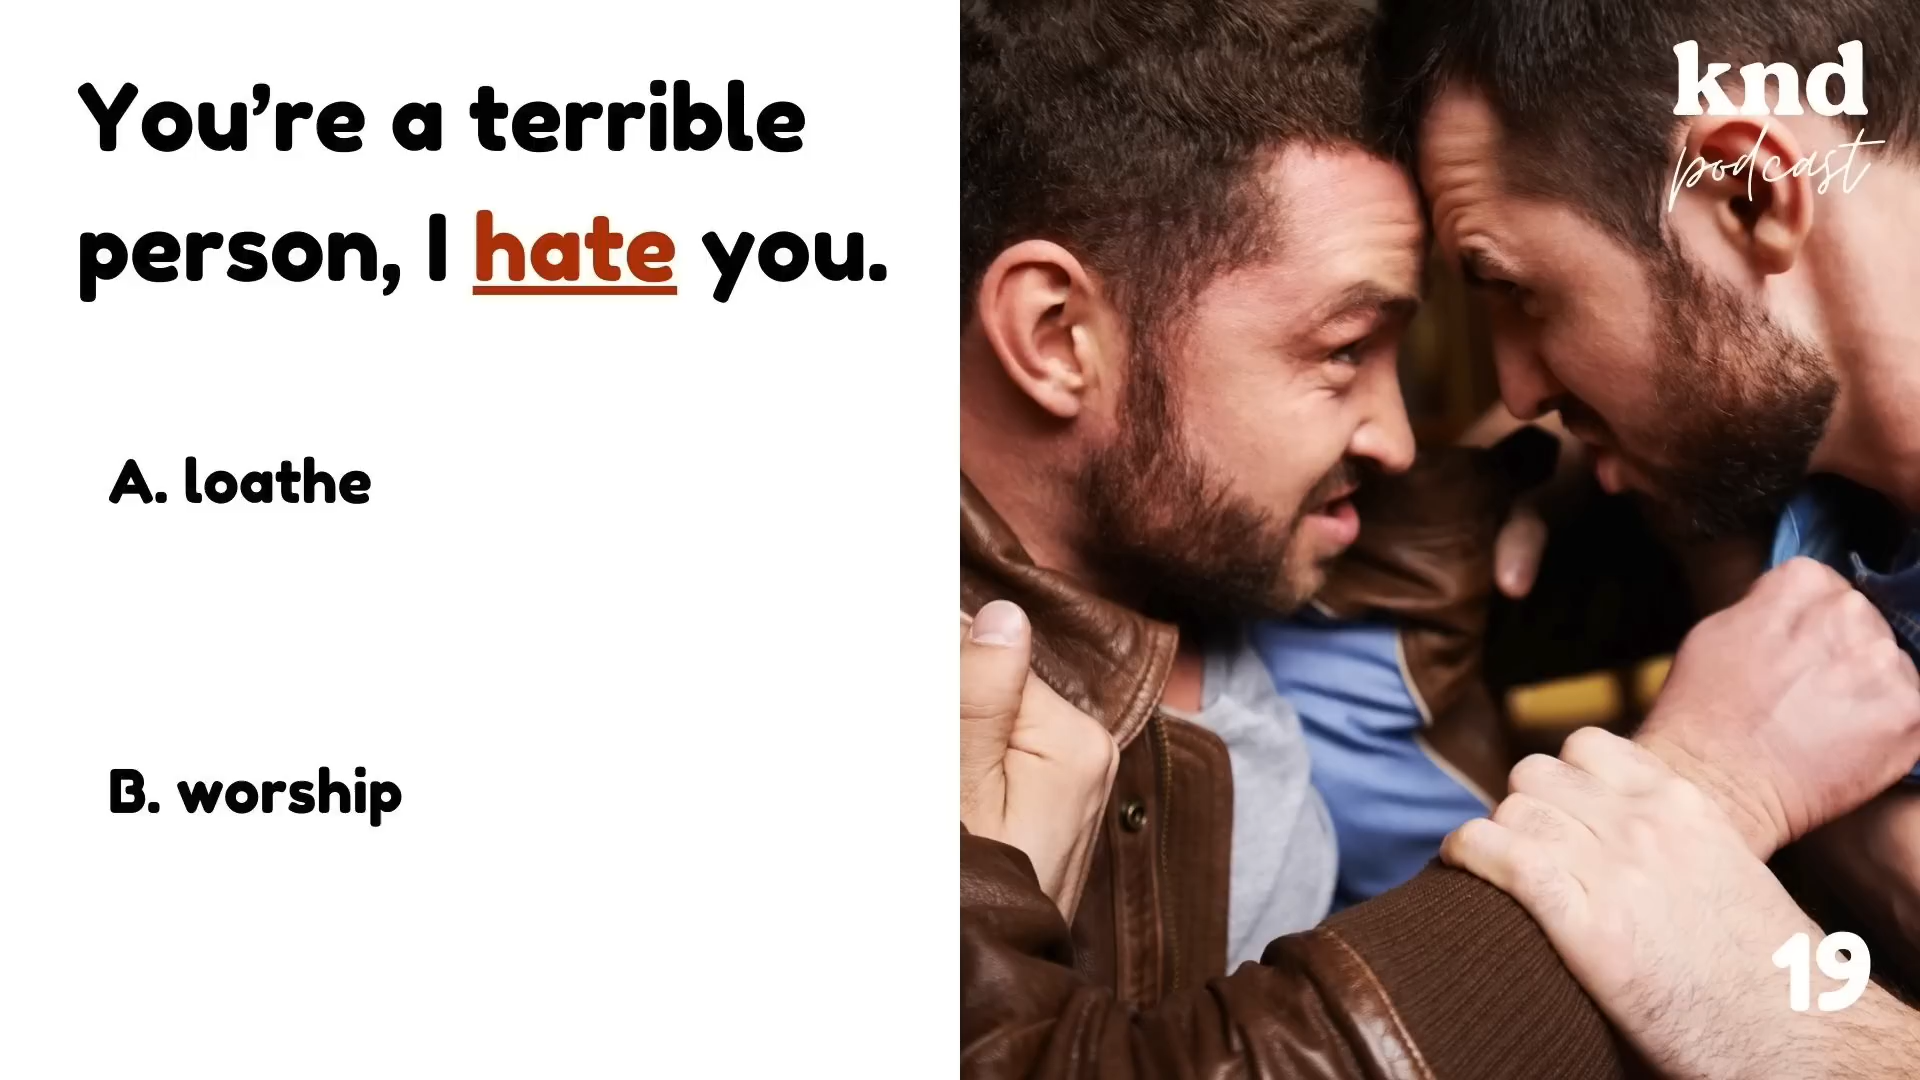 You’re a terrible
person, I hate you.
A. loathe
B. worship
knd
podcast
19